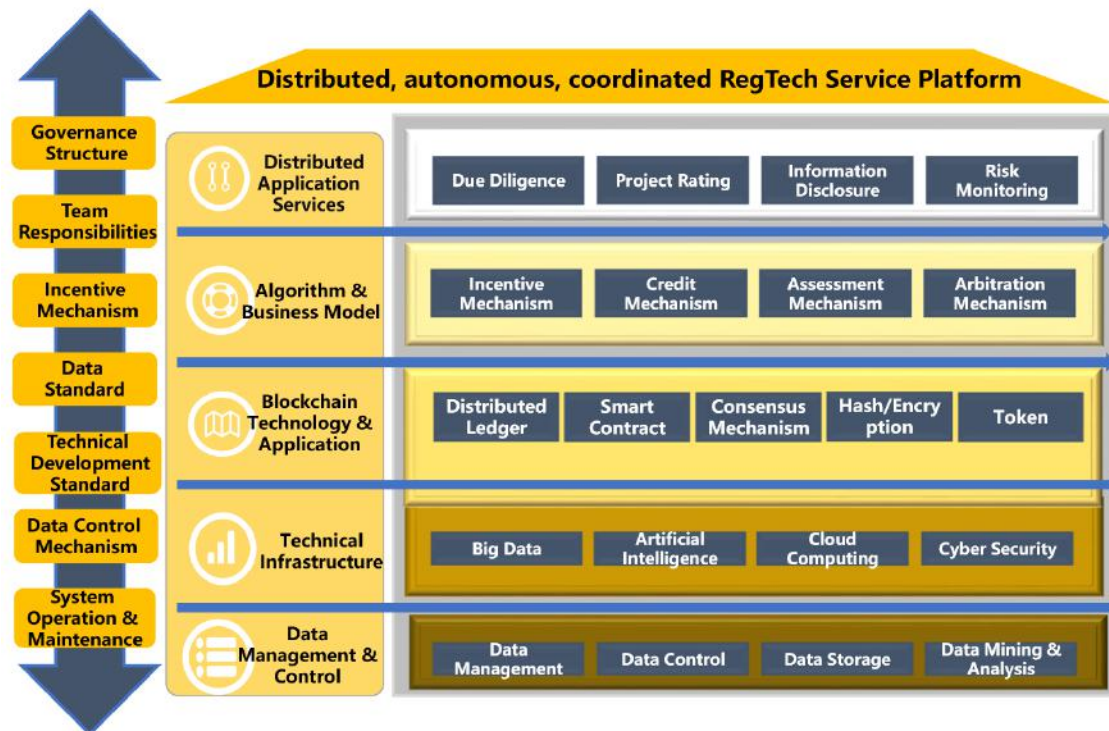 Distributed, autonomous, coordinated RegTech Service Platform
Governance
Structure
Team
Responsibilities
Incentive
Mechanism
Data
Standard
Technical
Development
Standard
Data Control
Mechanism
System
Operation &
Maintenance
Distributed
Application
Services
Due Diligence
Project Rating
Information
Disclosure
Risk
Monitoring
Algorithm &
Business Model
Incentive
Mechanism
Credit
Mechanism
Assessment
Mechanism
Arbitration
Mechanism
Blockchain
Technology &
Application
Distributed
Ledger
Smart
Contract
Consensus
Mechanism
Hash/Encry
ption
Token
Technical
Infrastructure
Big Data
Artificial
Intelligence
Cloud
Computing
Cyber Security
Data
Management &
Control
Data
Management
Data Control
Data Storage
Data Mining &
Analysis